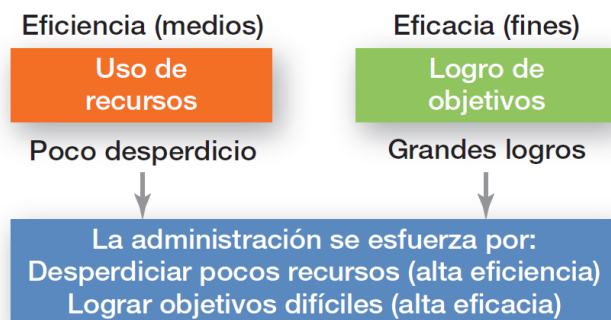 Eficiencia (medios)
Eficacia (fines)
Uso de
recursos
Logro de
objetivos
Poco desperdicio
Grandes logros
La administración se esfuerza por:
Desperdiciar pocos recursos (alta eficiencia)
Lograr objetivos difíciles (alta eficacia)